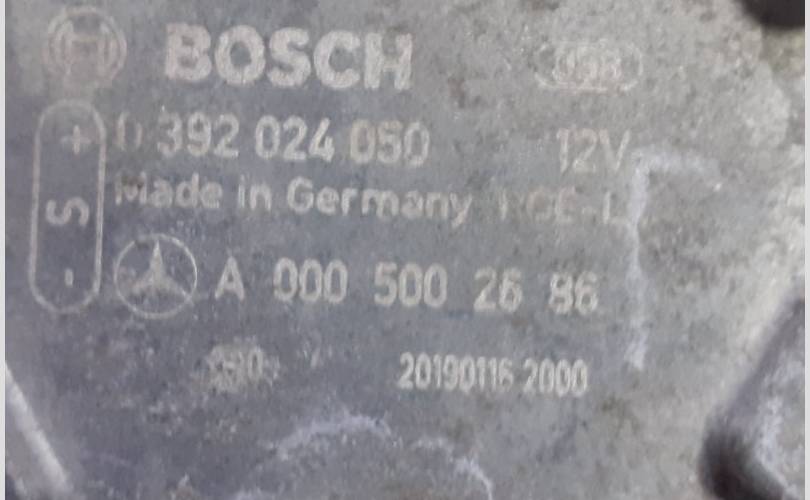 BOSCH
0 392 024 050 12V
Made in Germany
A 000 500 26 86
20190116 2000
+ S -